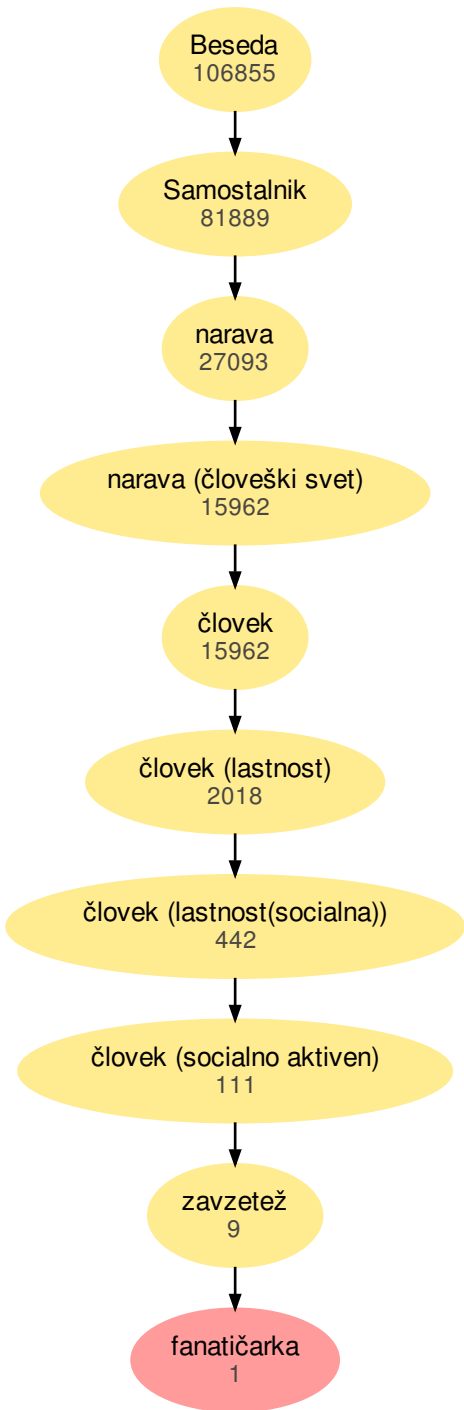 Beseda
106855
Samostalnik
81889
narava
27093
narava (človeški svet)
15962
človek
15962
človek (lastnost)
2018
človek (lastnost(socialna))
442
človek (socialno aktiven)
111
zavzetež
9
fanatičarka
1